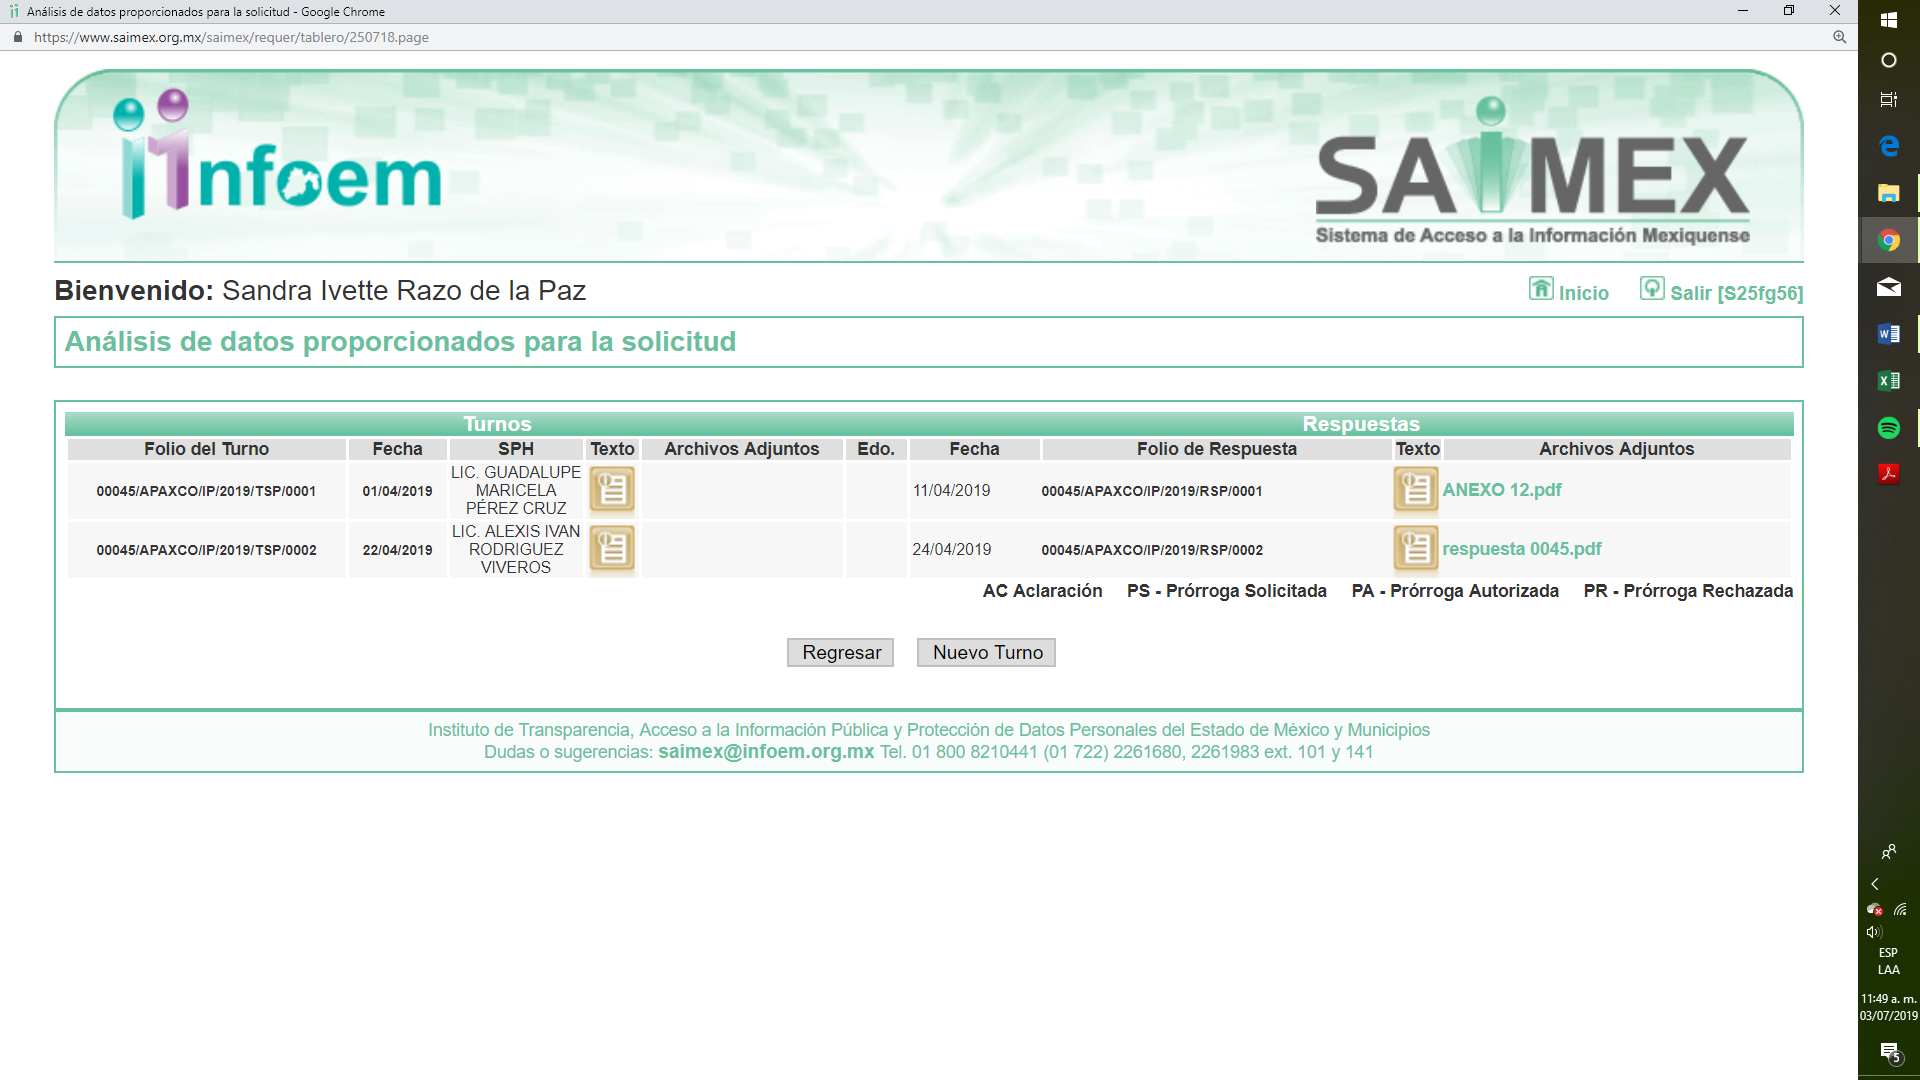 Análisis de datos proporcionados para la solicitud - Google Chrome
https://www.saimex.org.mx/saimex/requer/tablero/250718.page
infoem
SAIMEX
Sistema de Acceso a la Información Mexiquense
Bienvenido: Sandra Ivette Razo de la Paz
Inicio
Salir [S25fg56]
Análisis de datos proporcionados para la solicitud
Turnos Respuestas
Folio del Turno Fecha SPH Texto Archivos Adjuntos Edo. Fecha Folio de Respuesta Texto Archivos Adjuntos
00045/APAXCO/IP/2019/TSP/0001 01/04/2019 LIC. GUADALUPE MARICELA PÉREZ CRUZ 11/04/2019 00045/APAXCO/IP/2019/RSP/0001 ANEXO 12.pdf
00045/APAXCO/IP/2019/TSP/0002 22/04/2019 LIC. ALEXIS IVAN RODRIGUEZ VIVEROS 24/04/2019 00045/APAXCO/IP/2019/RSP/0002 respuesta 0045.pdf
AC Aclaración PS - Prórroga Solicitada PA - Prórroga Autorizada PR - Prórroga Rechazada
Regresar Nuevo Turno
Instituto de Transparencia, Acceso a la Información Pública y Protección de Datos Personales del Estado de México y Municipios
Dudas o sugerencias: saimex@infoem.org.mx Tel. 01 800 8210441 (01 722) 2261680, 2261983 ext. 101 y 141
ESP
LAA
11:49 a. m.
03/07/2019
5